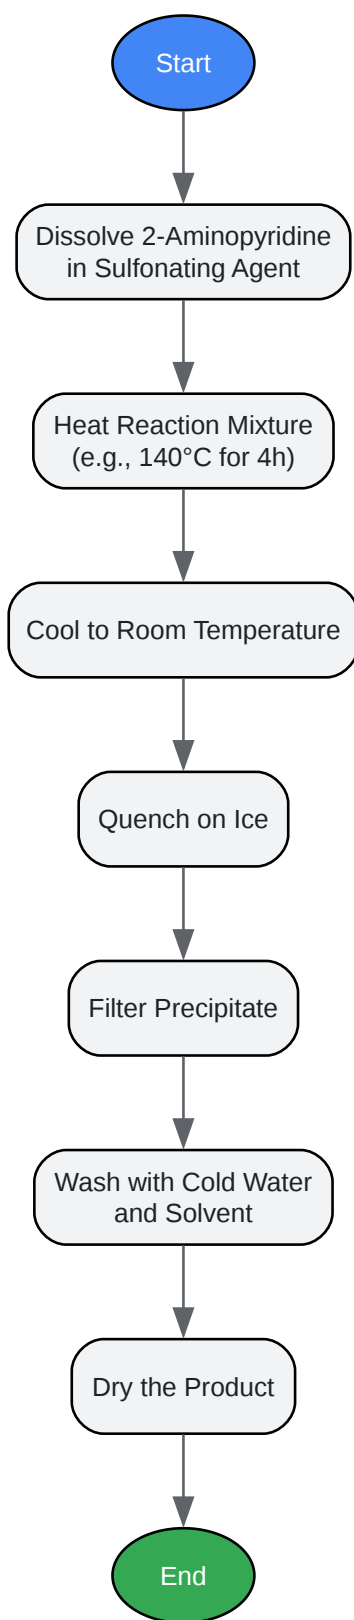 Start
Dissolve 2-Aminopyridine
in Sulfonating Agent
Heat Reaction Mixture
(e.g., 140°C for 4h)
Cool to Room Temperature
Quench on Ice
Filter Precipitate
Wash with Cold Water
and Solvent
Dry the Product
End